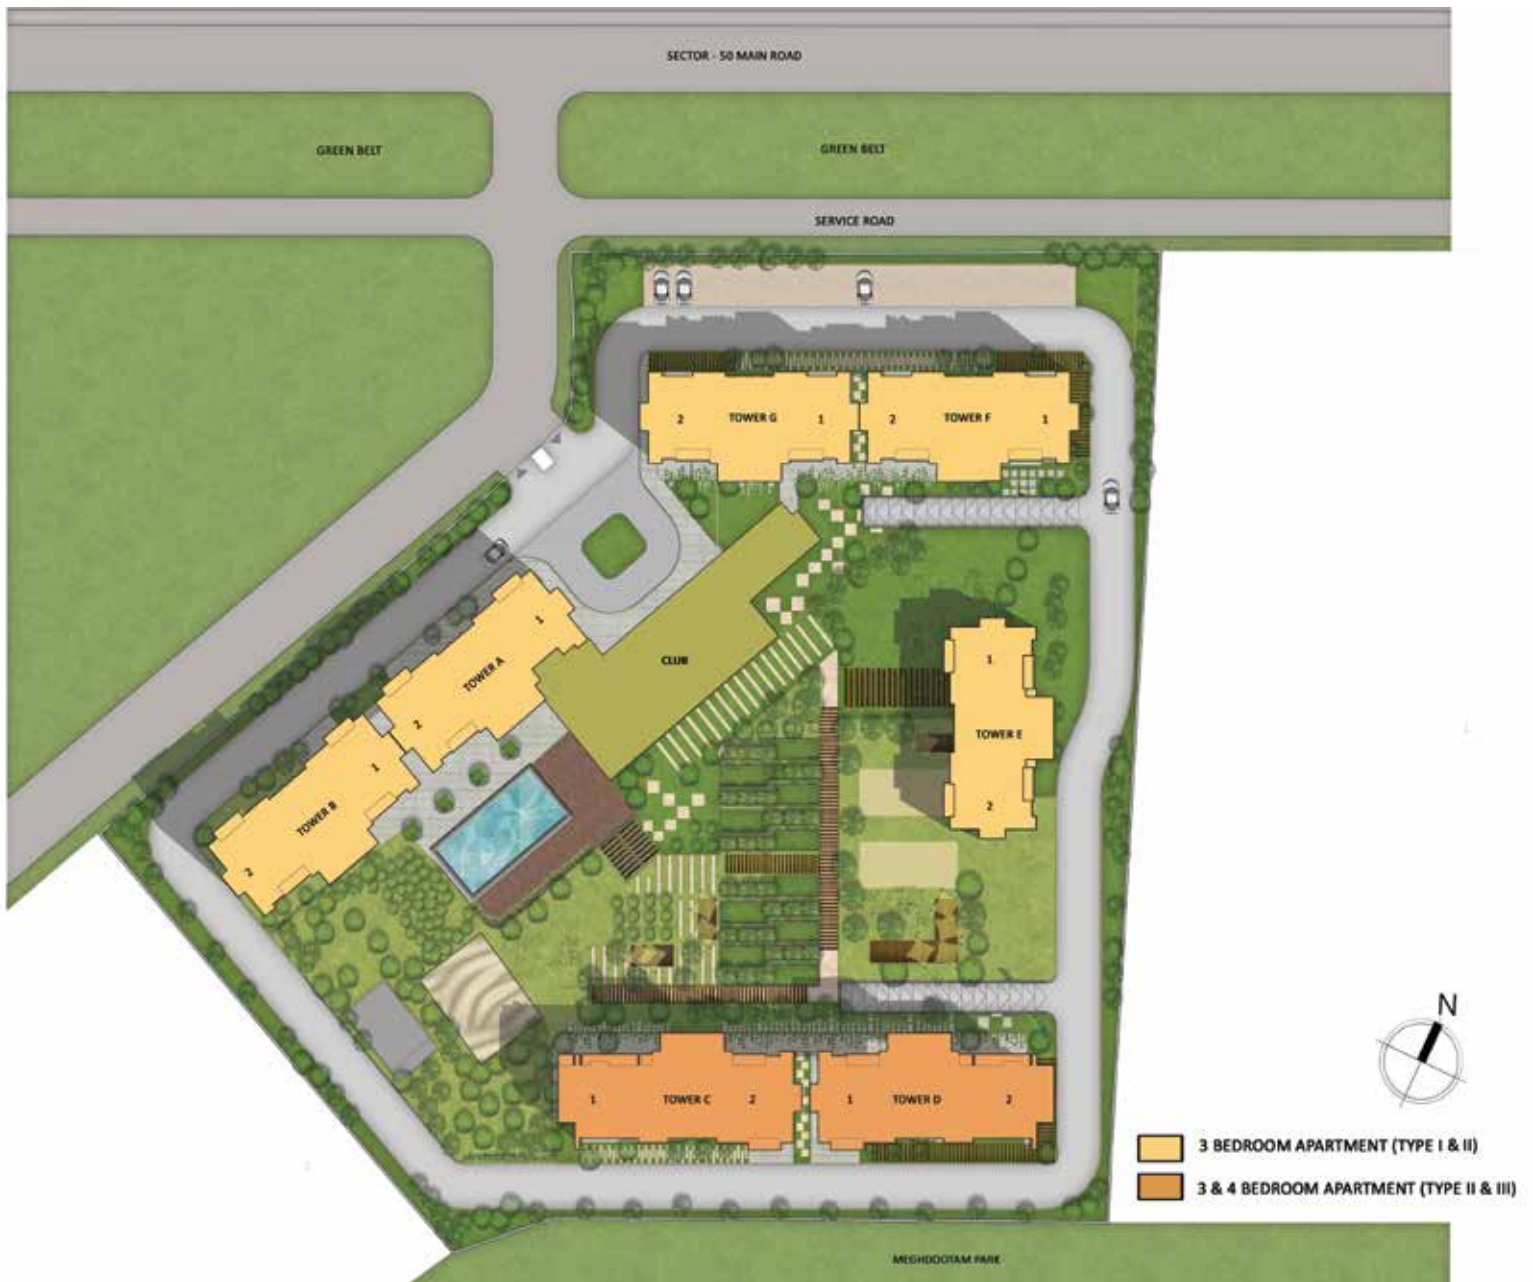 SECTOR - 50 MAIN ROAD
GREEN BELT
GREEN BELT
SERVICE ROAD
2 TOWER G 1
2 TOWER F 1
1
TOWER A
2
CLUB
1
TOWER E
2
1
TOWER B
2
N
1 TOWER C 2
1 TOWER D 2
3 BEDROOM APARTMENT (TYPE I & II)
3 & 4 BEDROOM APARTMENT (TYPE II & III)
MEGHDOOTAM PARK